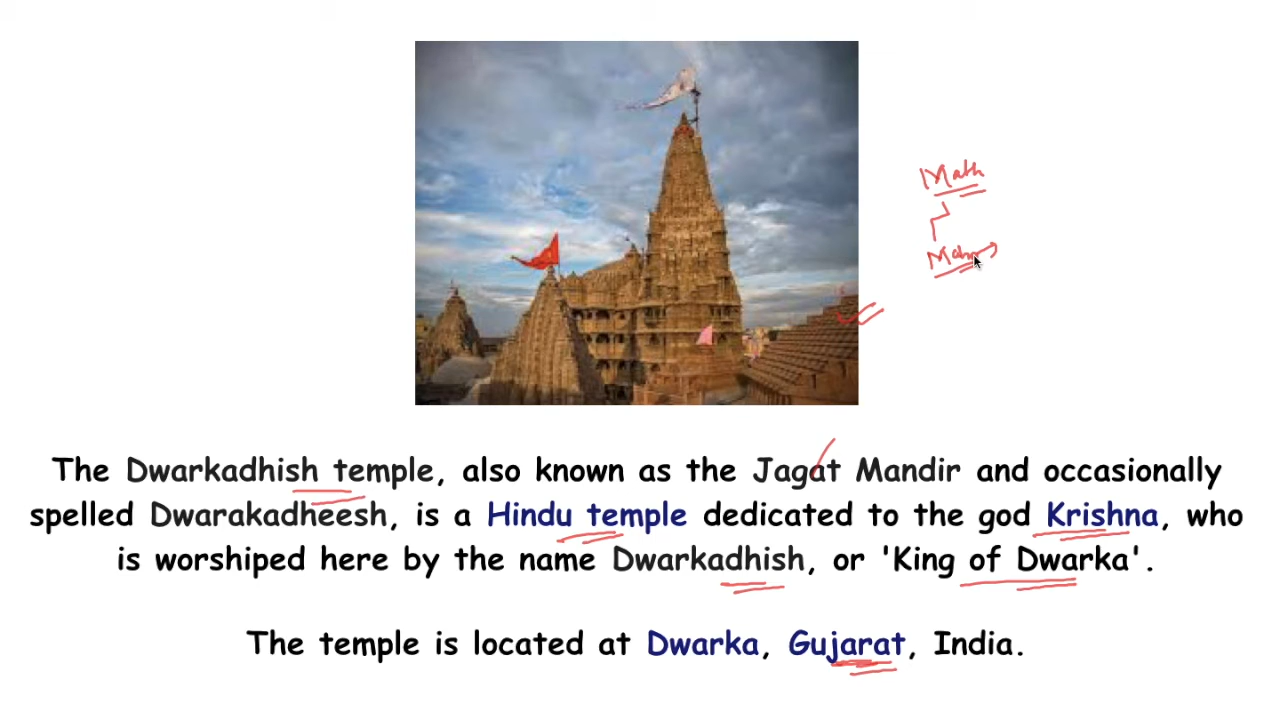 Math
The Dwarkadhish temple, also known as the Jagat Mandir and occasionally
spelled Dwarakadheesh, is a Hindu temple dedicated to the god Krishna, who
is worshiped here by the name Dwarkadhish, or 'King of Dwarka'.
The temple is located at Dwarka, Gujarat, India.